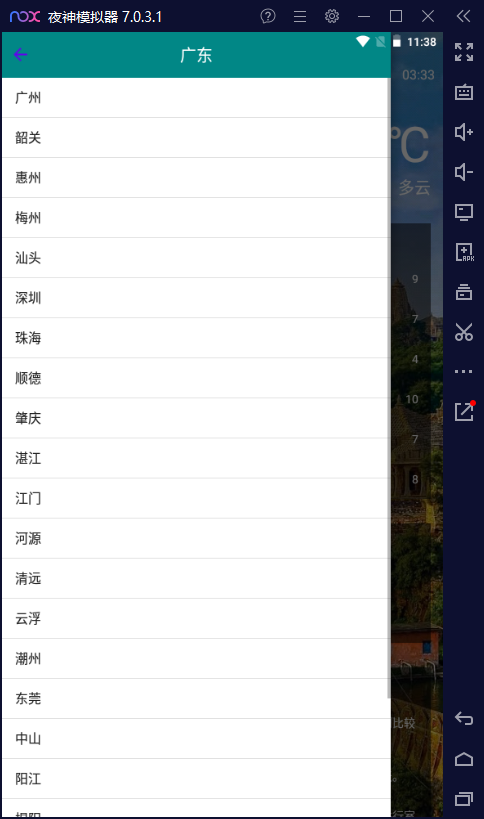 nox 夜神模拟器 7.0.3.1
11:38
广东
03:33
℃
多云
广州
韶关
惠州
梅州
汕头
深圳
珠海
顺德
肇庆
湛江
江门
河源
清远
云浮
潮州
东莞
中山
阳江
9
7
4
10
7
8
比较
APK